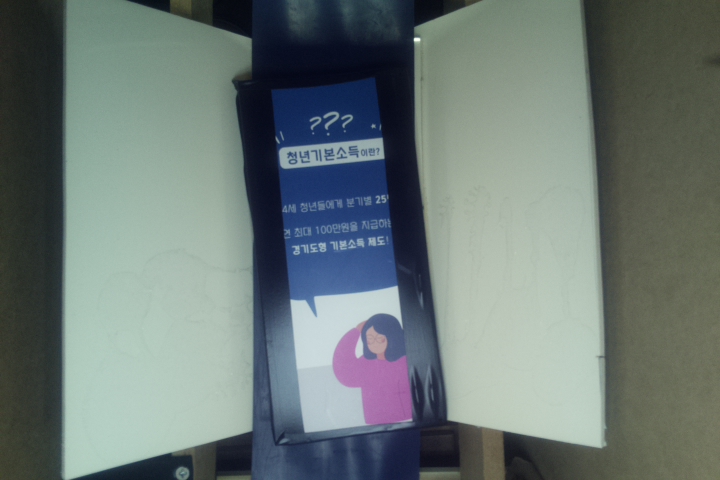 ???
청년기본소득이란?
4세 청년들에게 분기별 25
최대 100만원을 지급하는
경기도형 기본소득 제도!